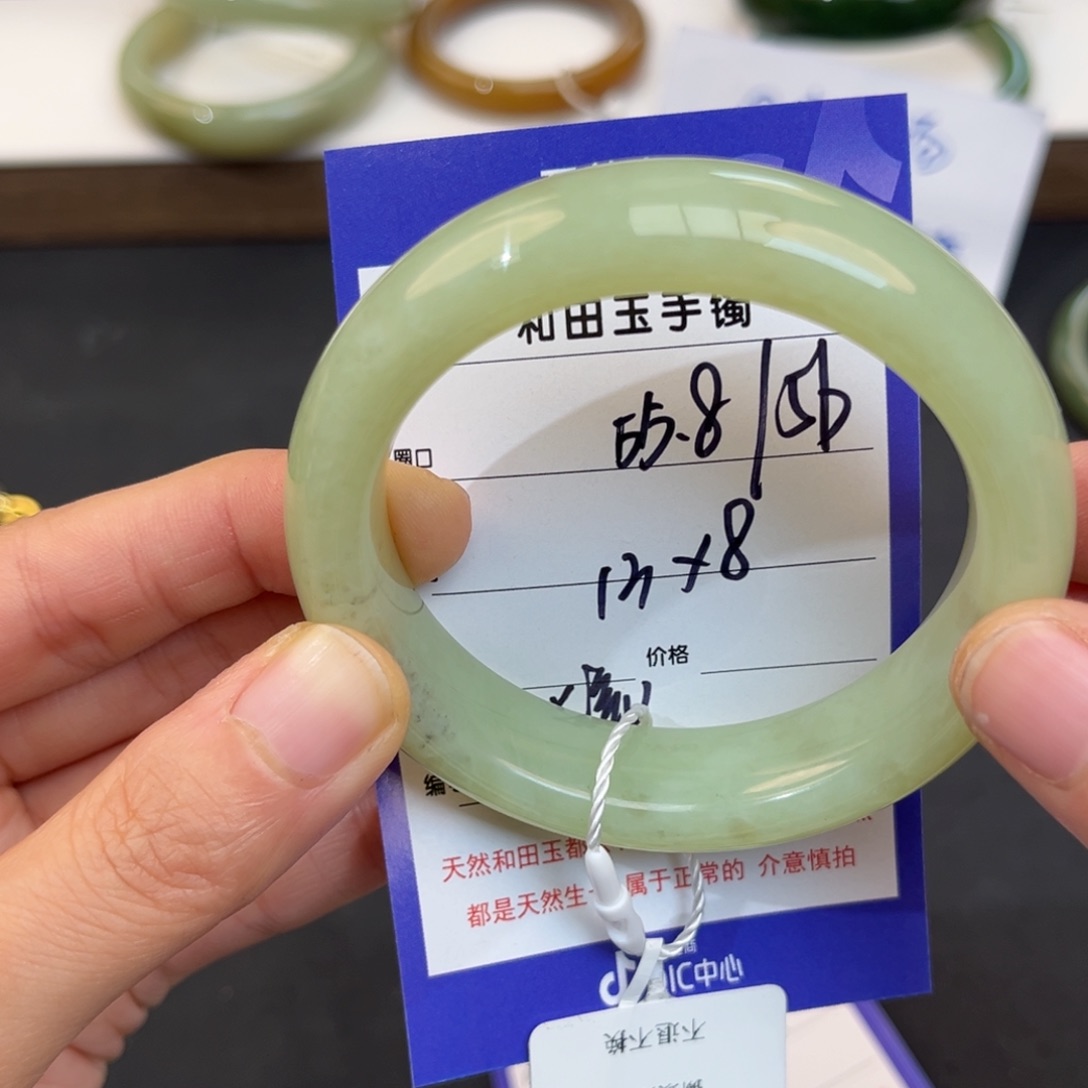 和田玉手镯
圈口
55.8/56
13×8
价格
编
天然和田玉都
都是天然生 属于正常的 介意慎拍
IC中心
不退不换